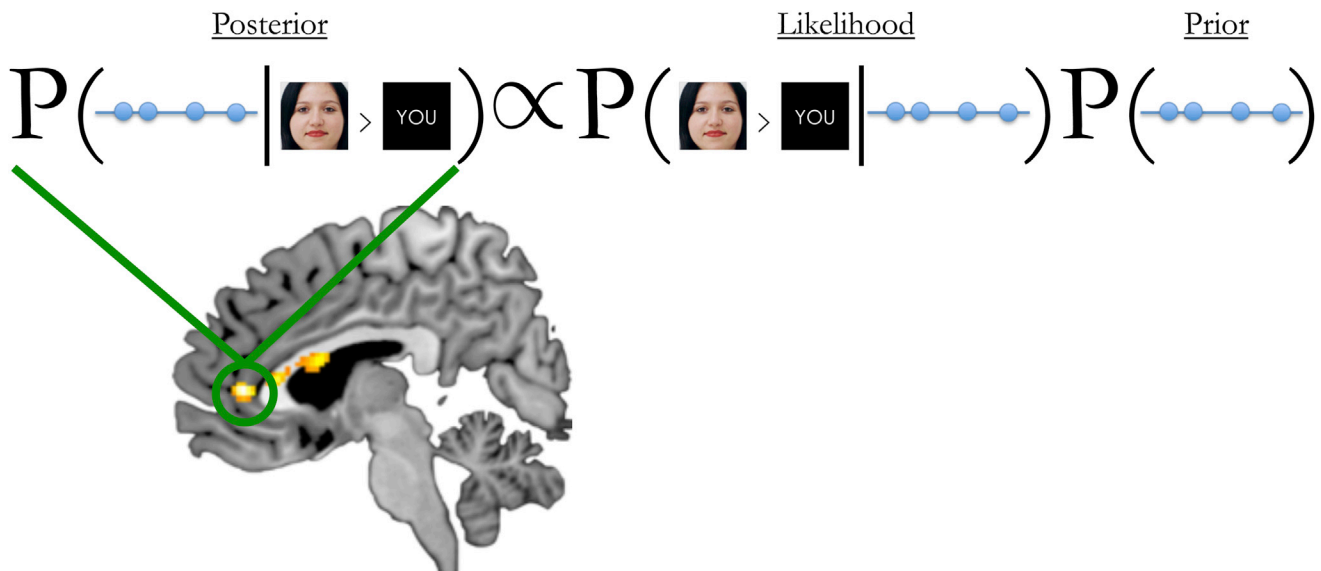 Posterior Likelihood Prior
P( | > YOU ) ∝ P( > YOU | ) P( )